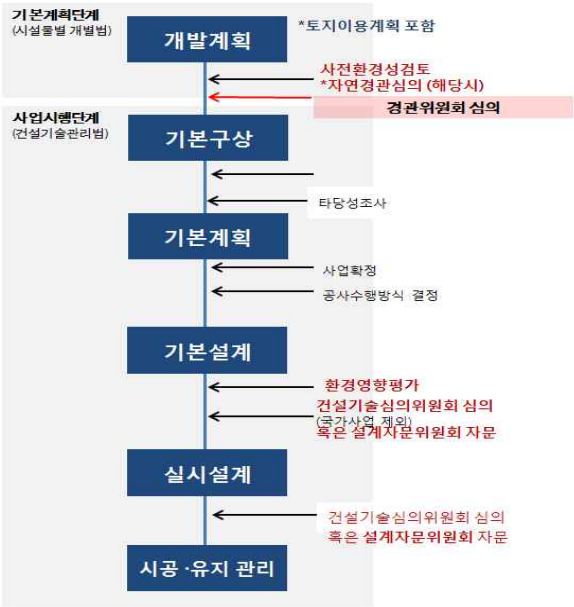 기본계획단계
(시설물별 개별법)
개발계획
*토지이용계획 포함
사전환경성검토
*자연경관심의 (해당시)
경관위원회 심의
사업시행단계
(건설기술관리법)
기본구상
타당성조사
기본계획
사업확정
공사수행방식 결정
기본설계
환경영향평가
건설기술심의위원회 심의
(국가사업 제외)
혹은 설계자문위원회 자문
실시설계
건설기술심의위원회 심의
혹은 설계자문위원회 자문
시공 ·유지 관리